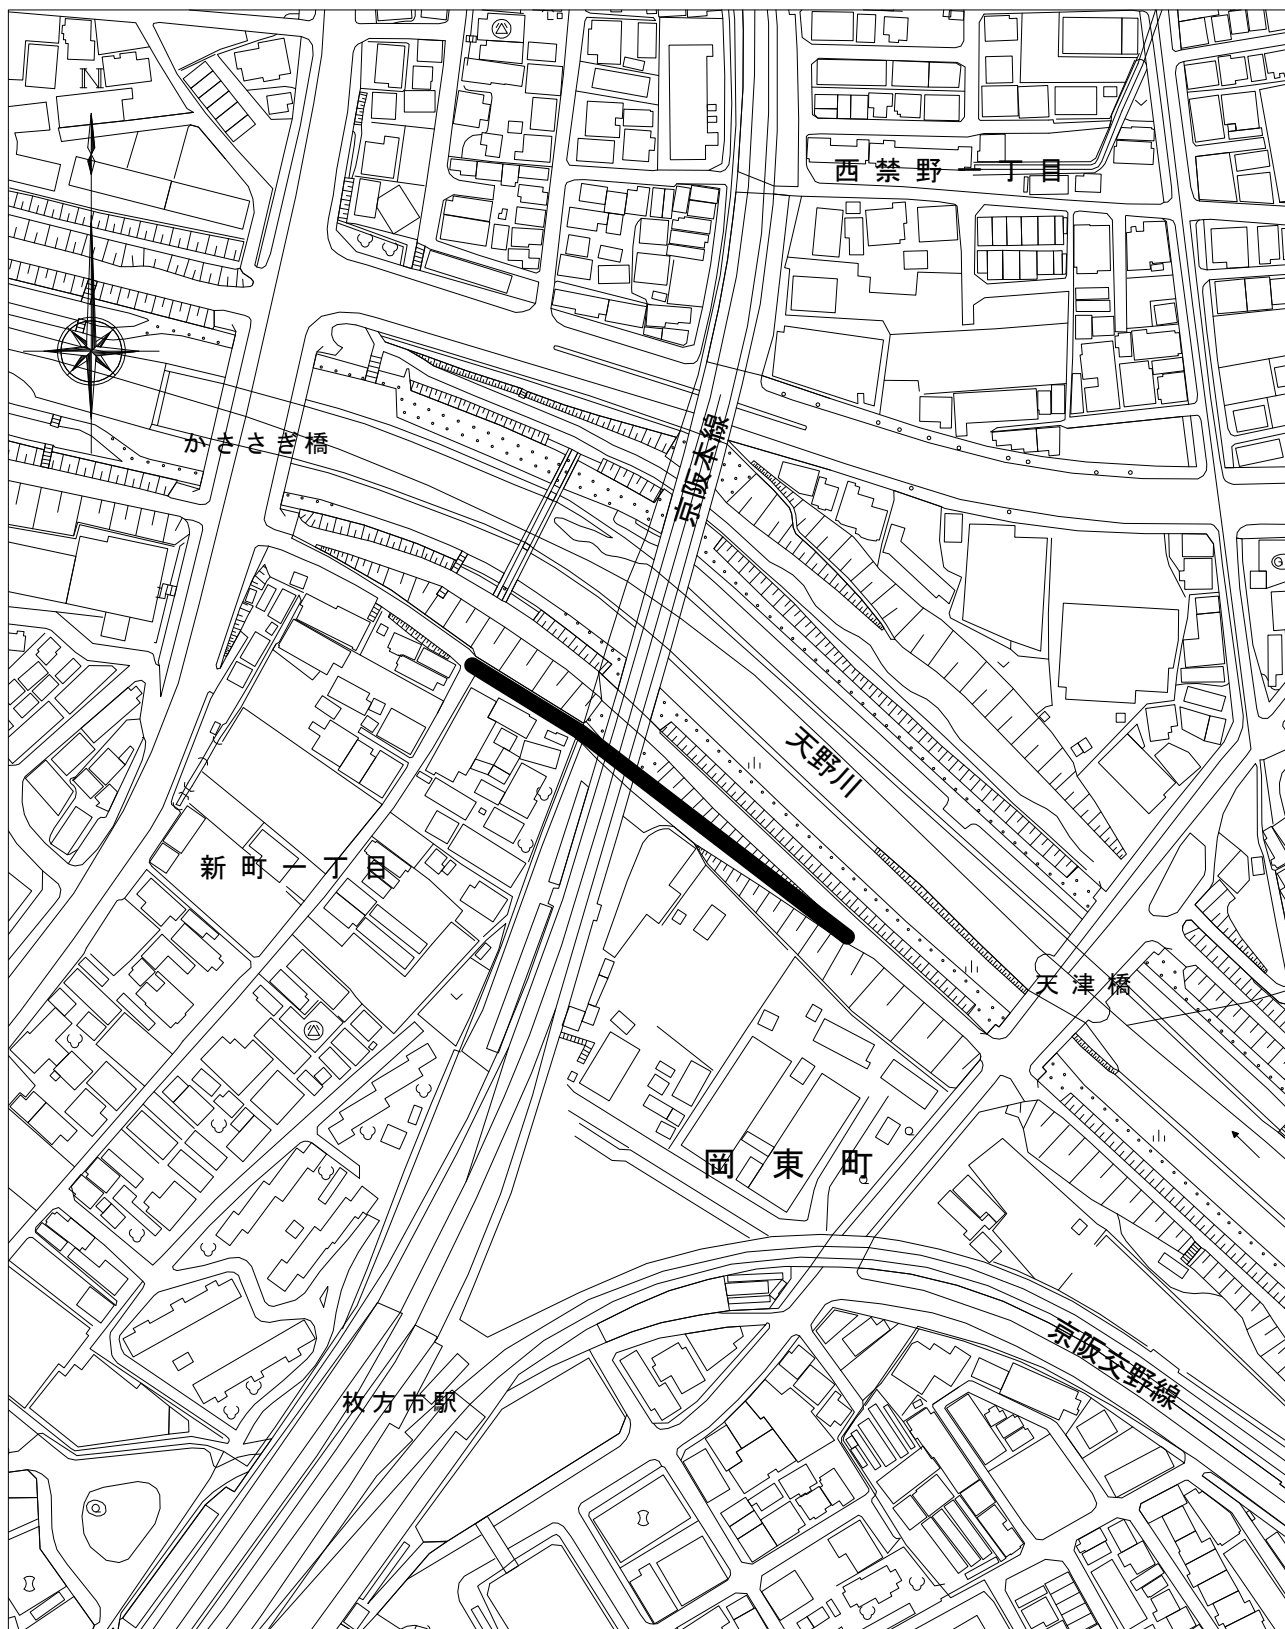 N
西禁野一丁目
かささぎ橋
京阪本線
天野川
新町一丁目
天津橋
岡東町
京阪交野線
枚方市駅